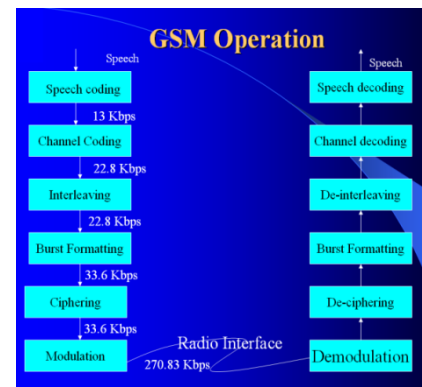 GSM Operation
Speech
Speech coding
13 Kbps
Channel Coding
22.8 Kbps
Interleaving
22.8 Kbps
Burst Formatting
33.6 Kbps
Ciphering
33.6 Kbps
Modulation
Radio Interface
270.83 Kbps
Speech
Speech decoding
Channel decoding
De-interleaving
Burst Formatting
De-ciphering
Demodulation